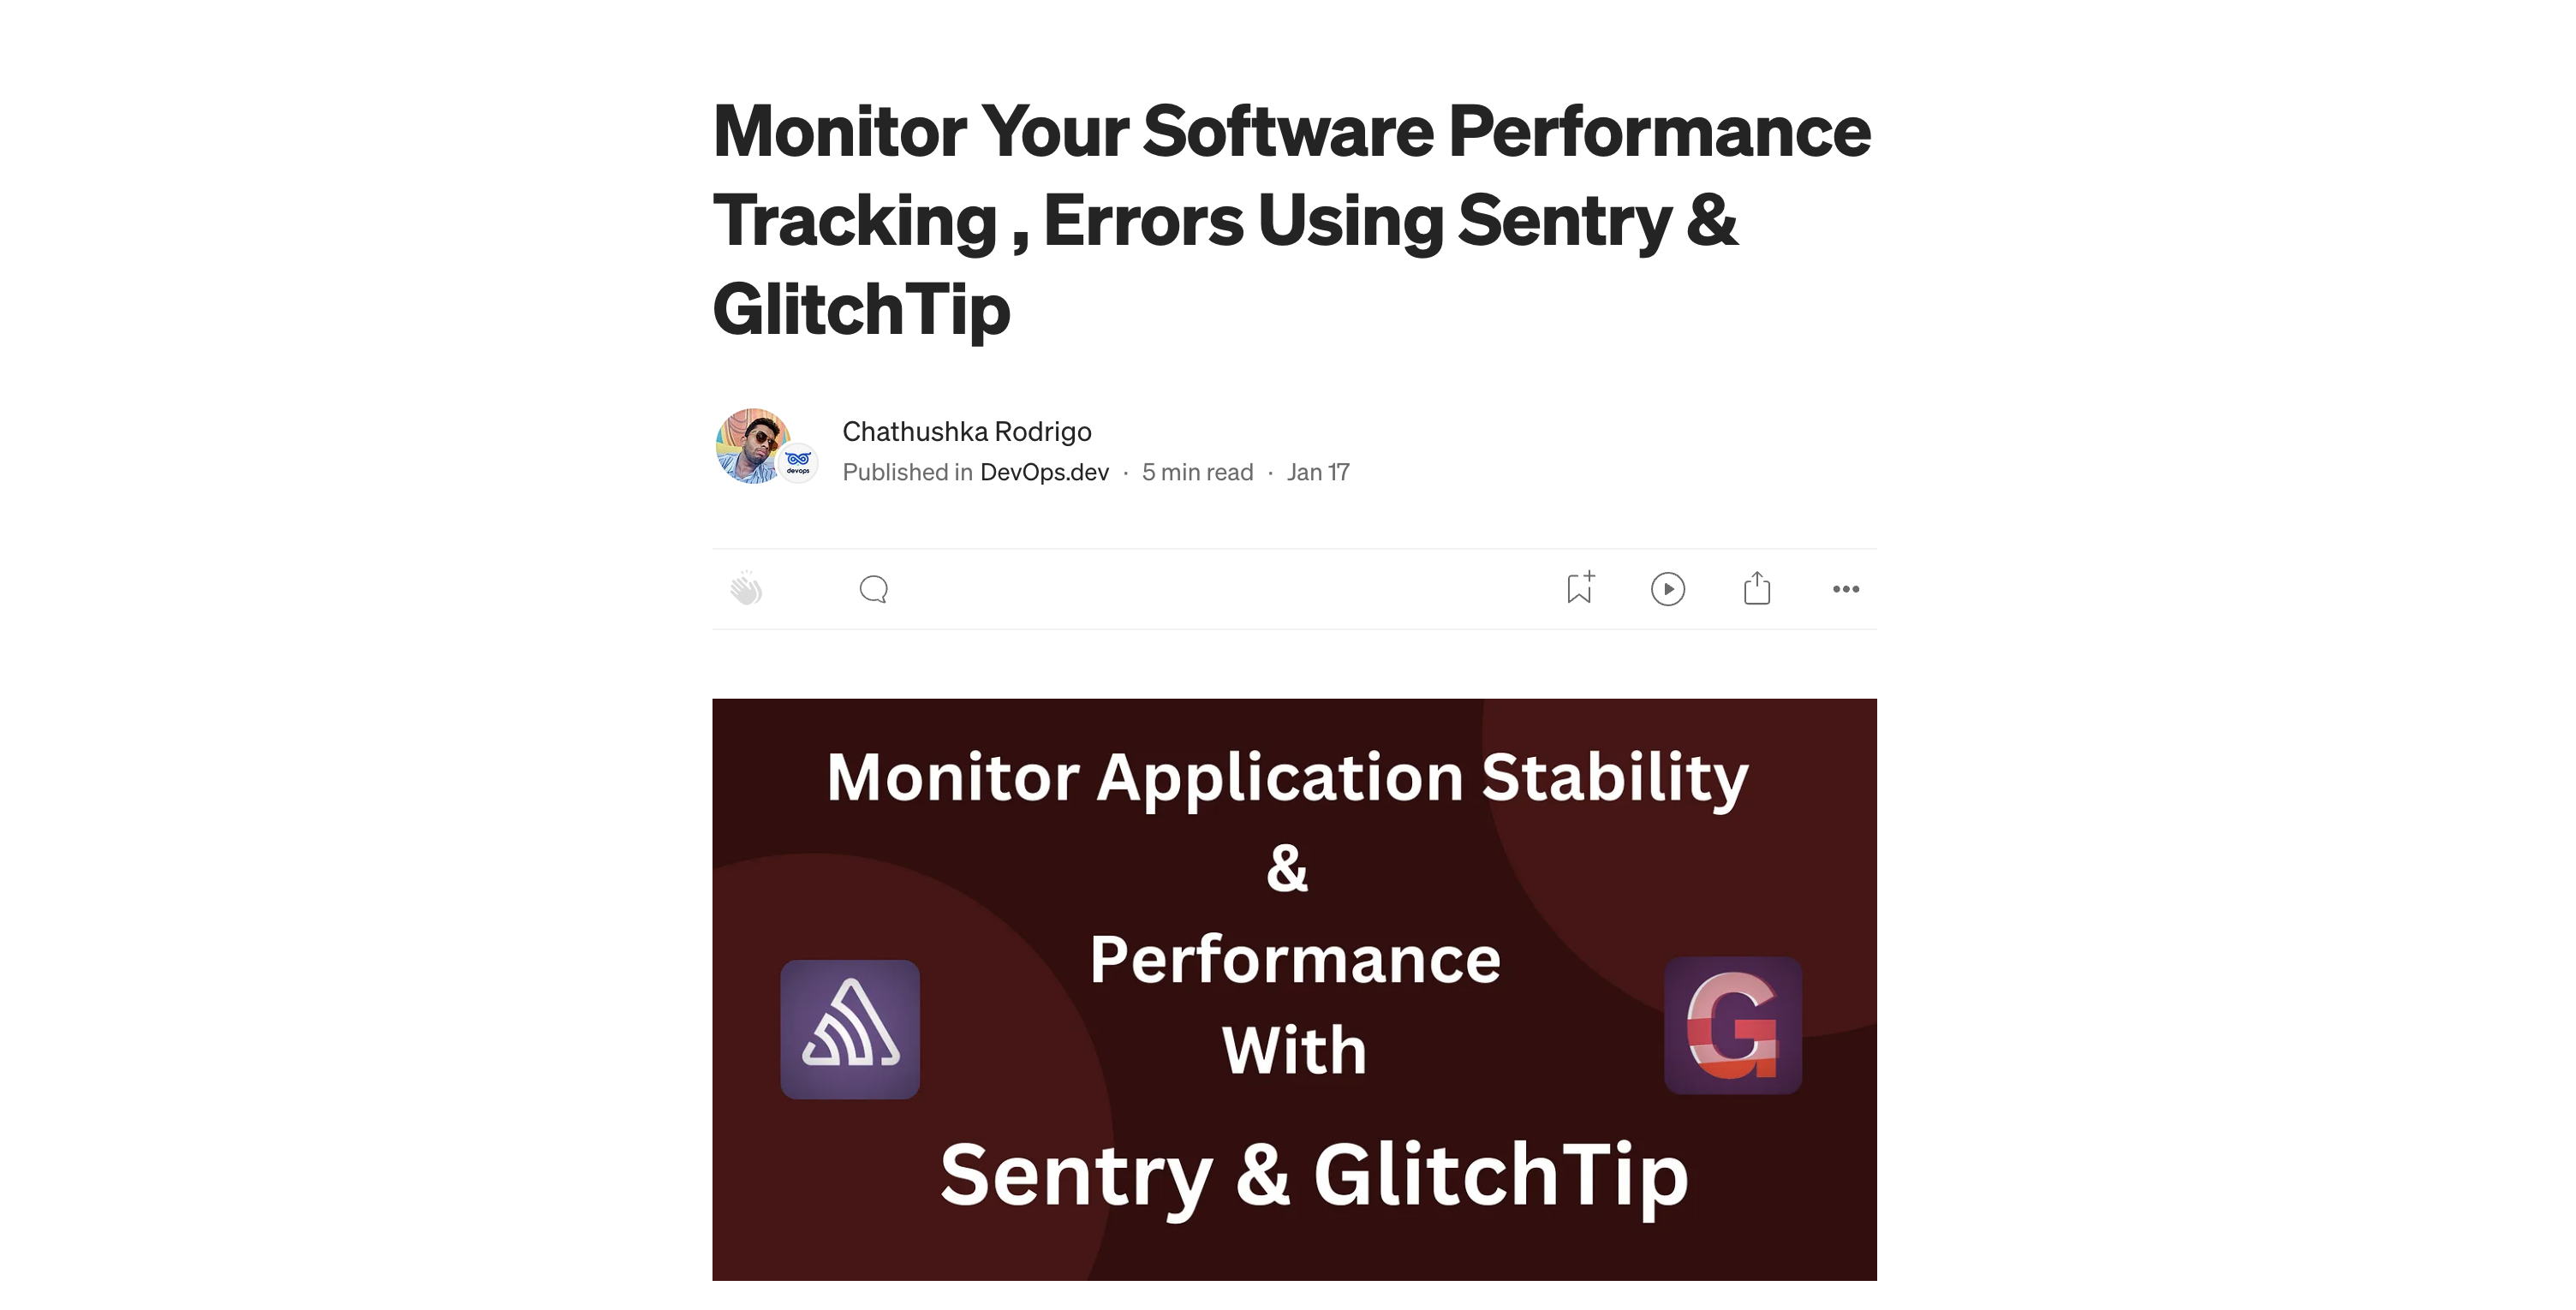 Monitor Your Software Performance
Tracking , Errors Using Sentry &
GlitchTip
Chathushka Rodrigo
devops
Published in DevOps.dev · 5 min read · Jan 17
Monitor Application Stability
&
Performance
With
G
Sentry & GlitchTip